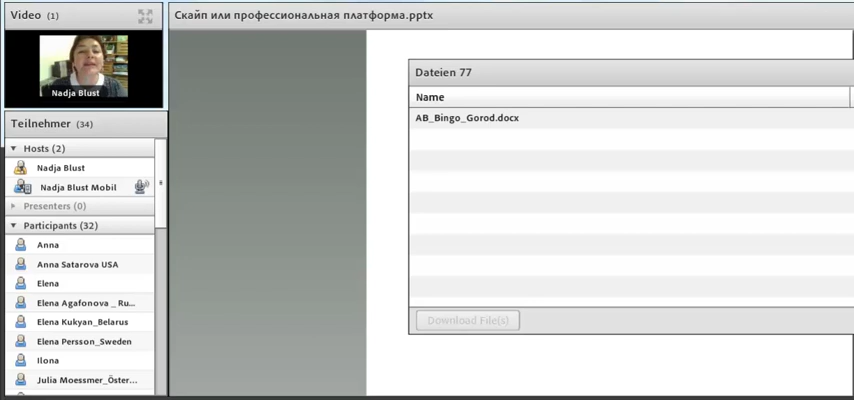 Video (1)
Nadja Blust
Teilnehmer (34)
Hosts (2)
Nadja Blust
Nadja Blust Mobil
Presenters (0)
Participants (32)
Anna
Anna Satarova USA
Elena
Elena Agafonova _ Ru...
Elena Kukyan_Belarus
Elena Persson_Sweden
Ilona
Julia Moessmer_Öster...
Скайп или профессиональная платформа.pptx
Dateien 77
Name
AB_Bingo_Gorod.docx
Download File(s)